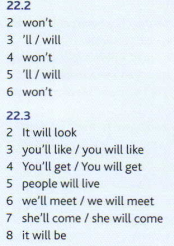 22.2
2 won't
3 'll / will
4 won't
5 'll / will
6 won't
22.3
2 It will look
3 you'll like / you will like
4 You'll get / You will get
5 people will live
6 we'll meet / we will meet
7 she'll come / she will come
8 it will be